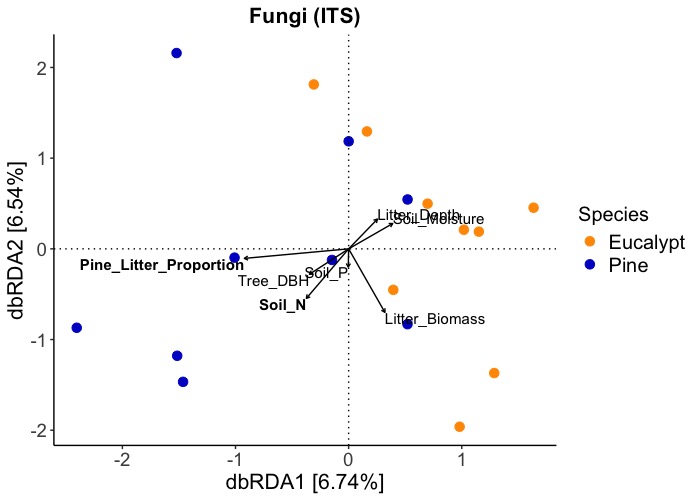 Fungi (ITS)
dbRDA2 [6.54%]
2
1
0
-1
-2
Litter_Depth
Soil_Moisture
Pine_Litter_Proportion
Soil_P
Tree_DBH
Soil_N
Litter_Biomass
-2
-1
0
1
dbRDA1 [6.74%]
Species
Eucalypt
Pine